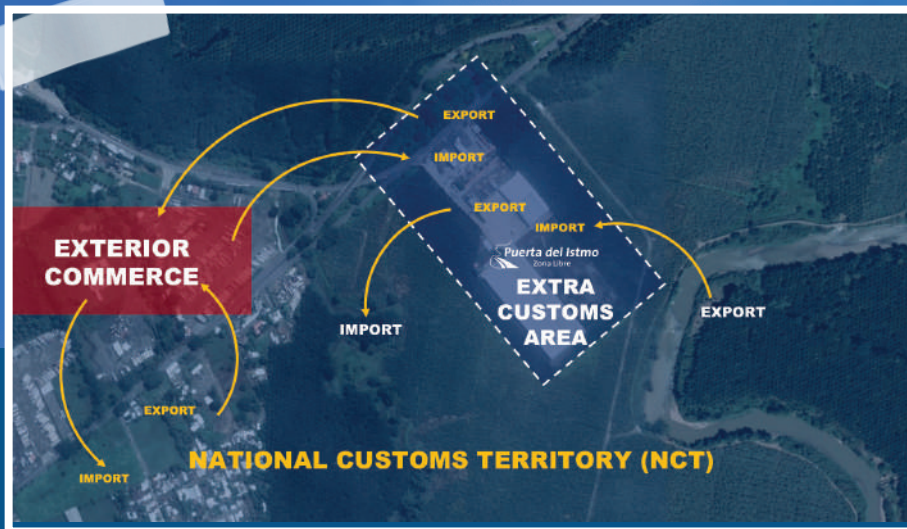 EXPORT
IMPORT
EXPORT
IMPORT
EXTERIOR
COMMERCE
Puerta del Istmo
Zona Libre
EXTRA
CUSTOMS
AREA
IMPORT
EXPORT
EXPORT
NATIONAL CUSTOMS TERRITORY (NCT)
IMPORT